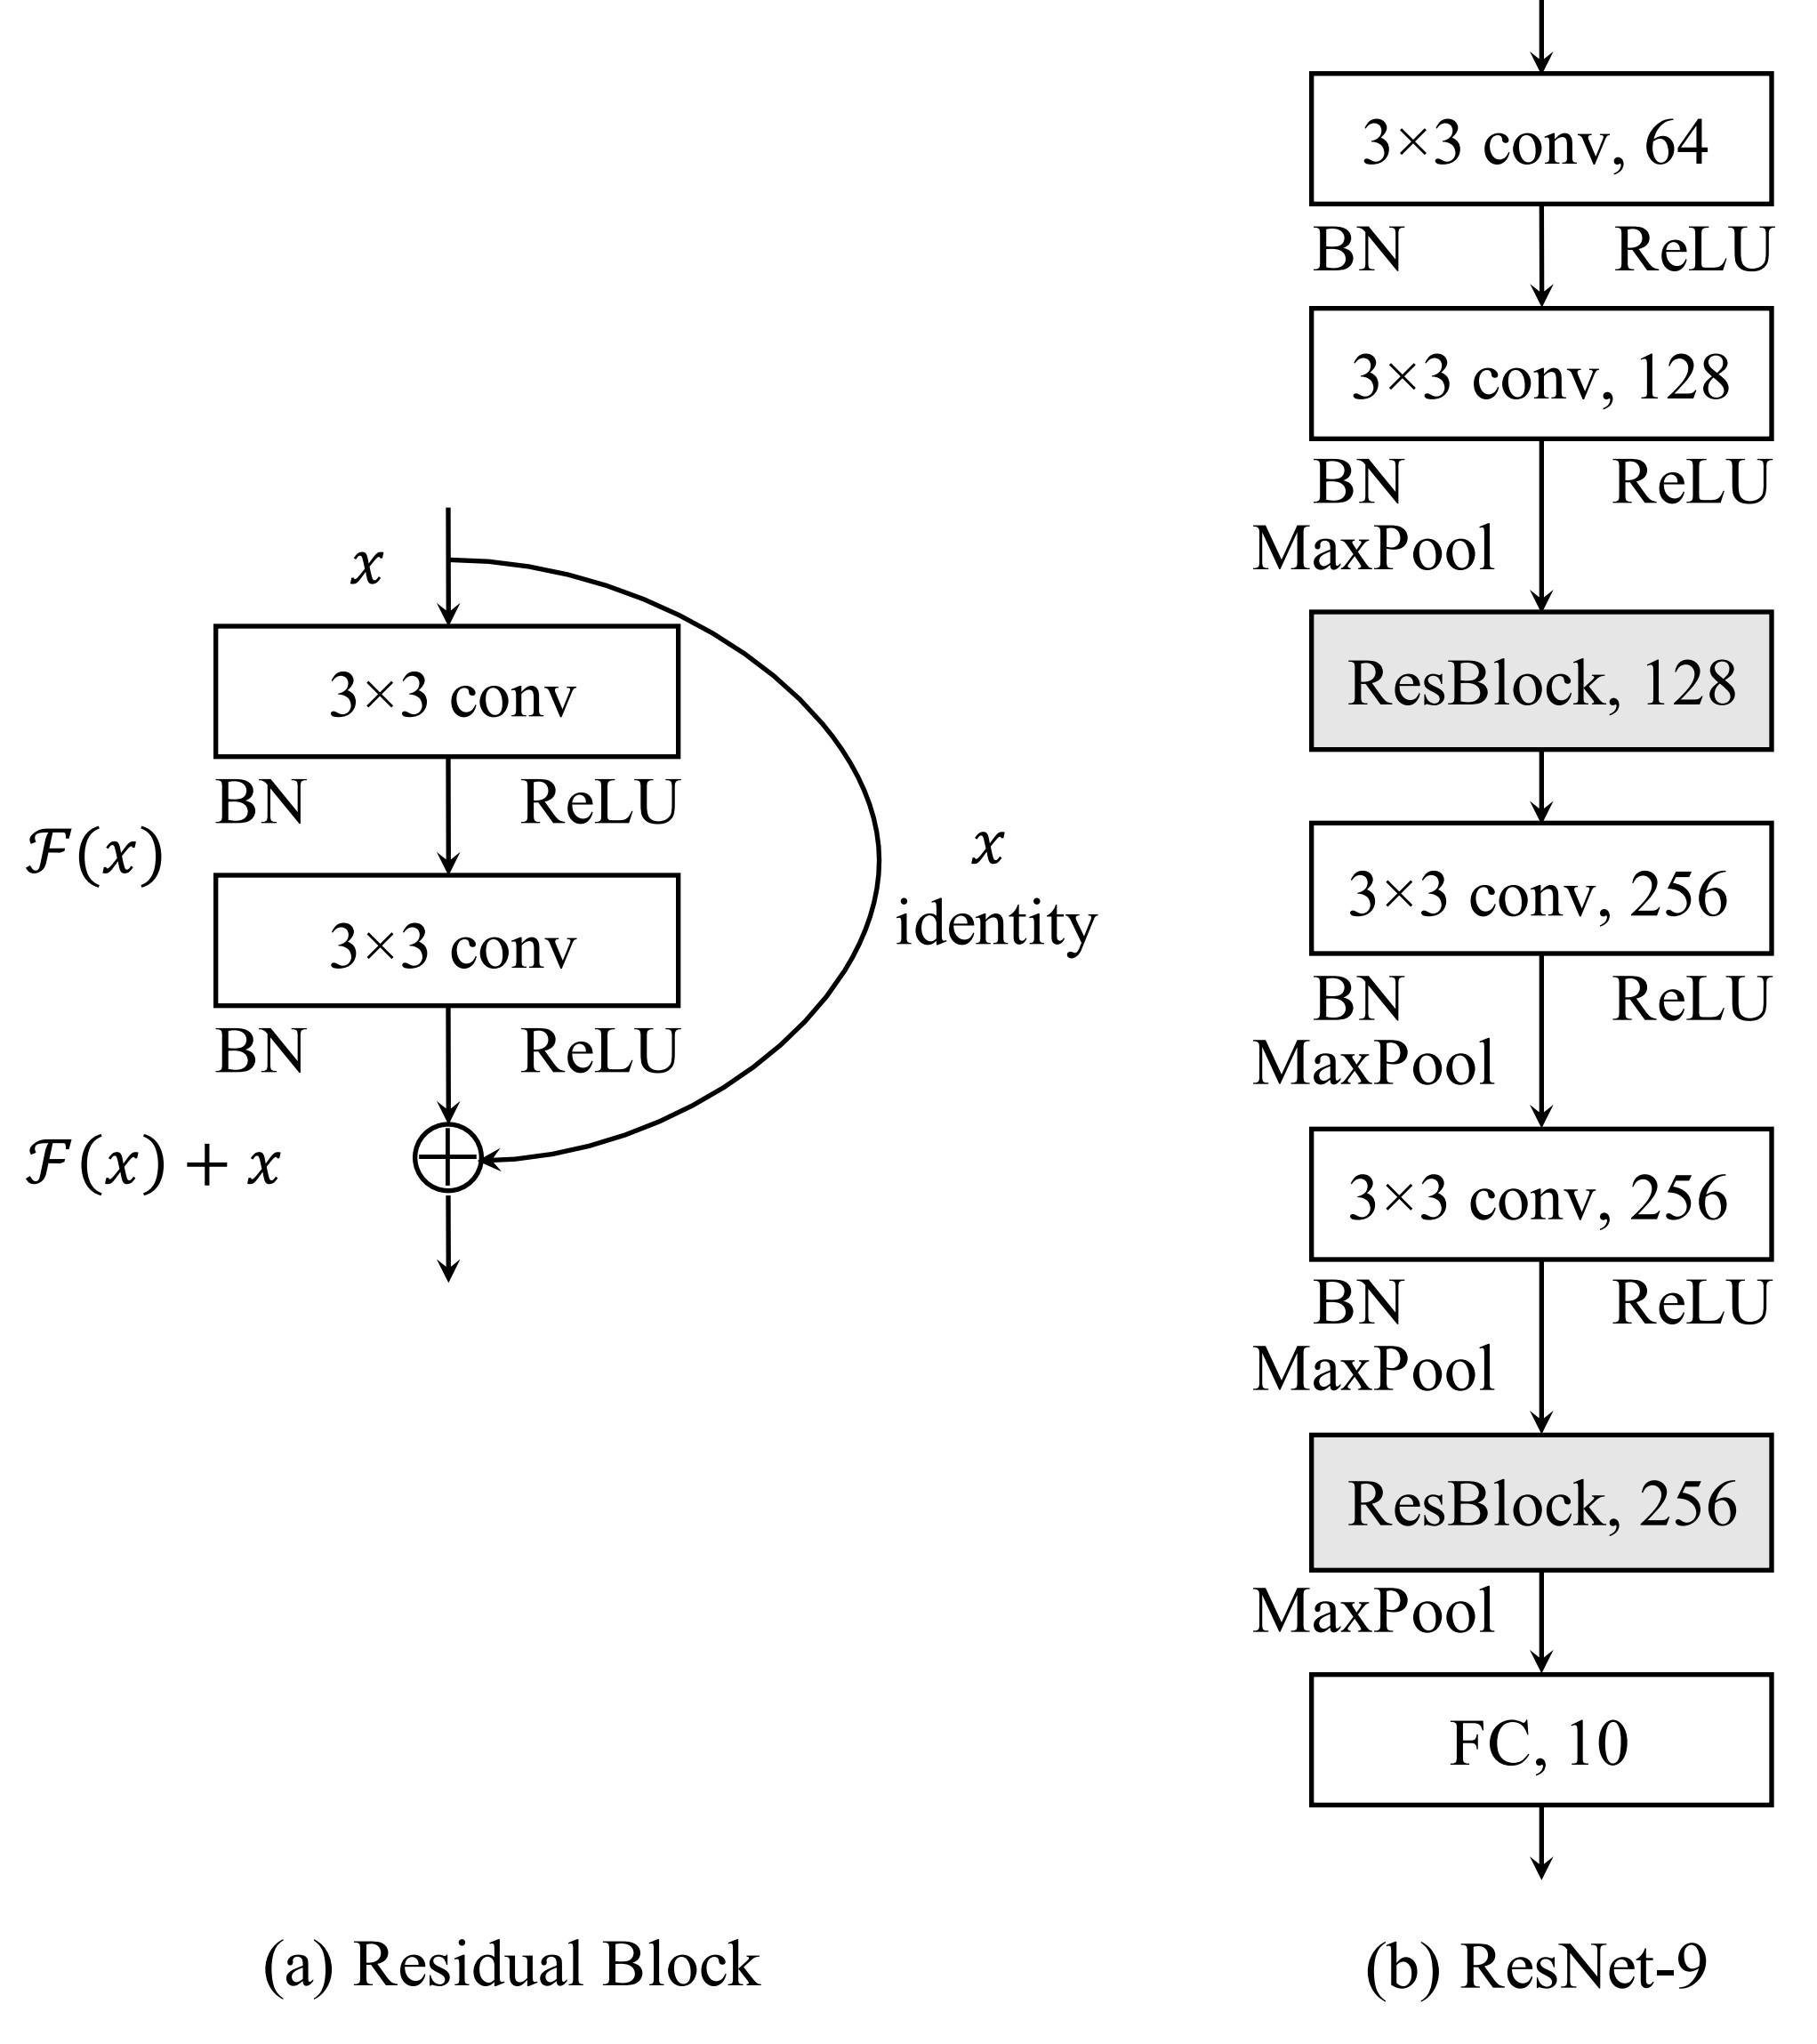 x
3×3 conv
BN ReLU
ℱ(x)
x
identity
3×3 conv
BN ReLU
ℱ(x) + x
(a) Residual Block
3×3 conv, 64
BN ReLU
3×3 conv, 128
BN ReLU
MaxPool
ResBlock, 128
3×3 conv, 256
BN ReLU
MaxPool
3×3 conv, 256
BN ReLU
MaxPool
ResBlock, 256
MaxPool
FC, 10
(b) ResNet-9